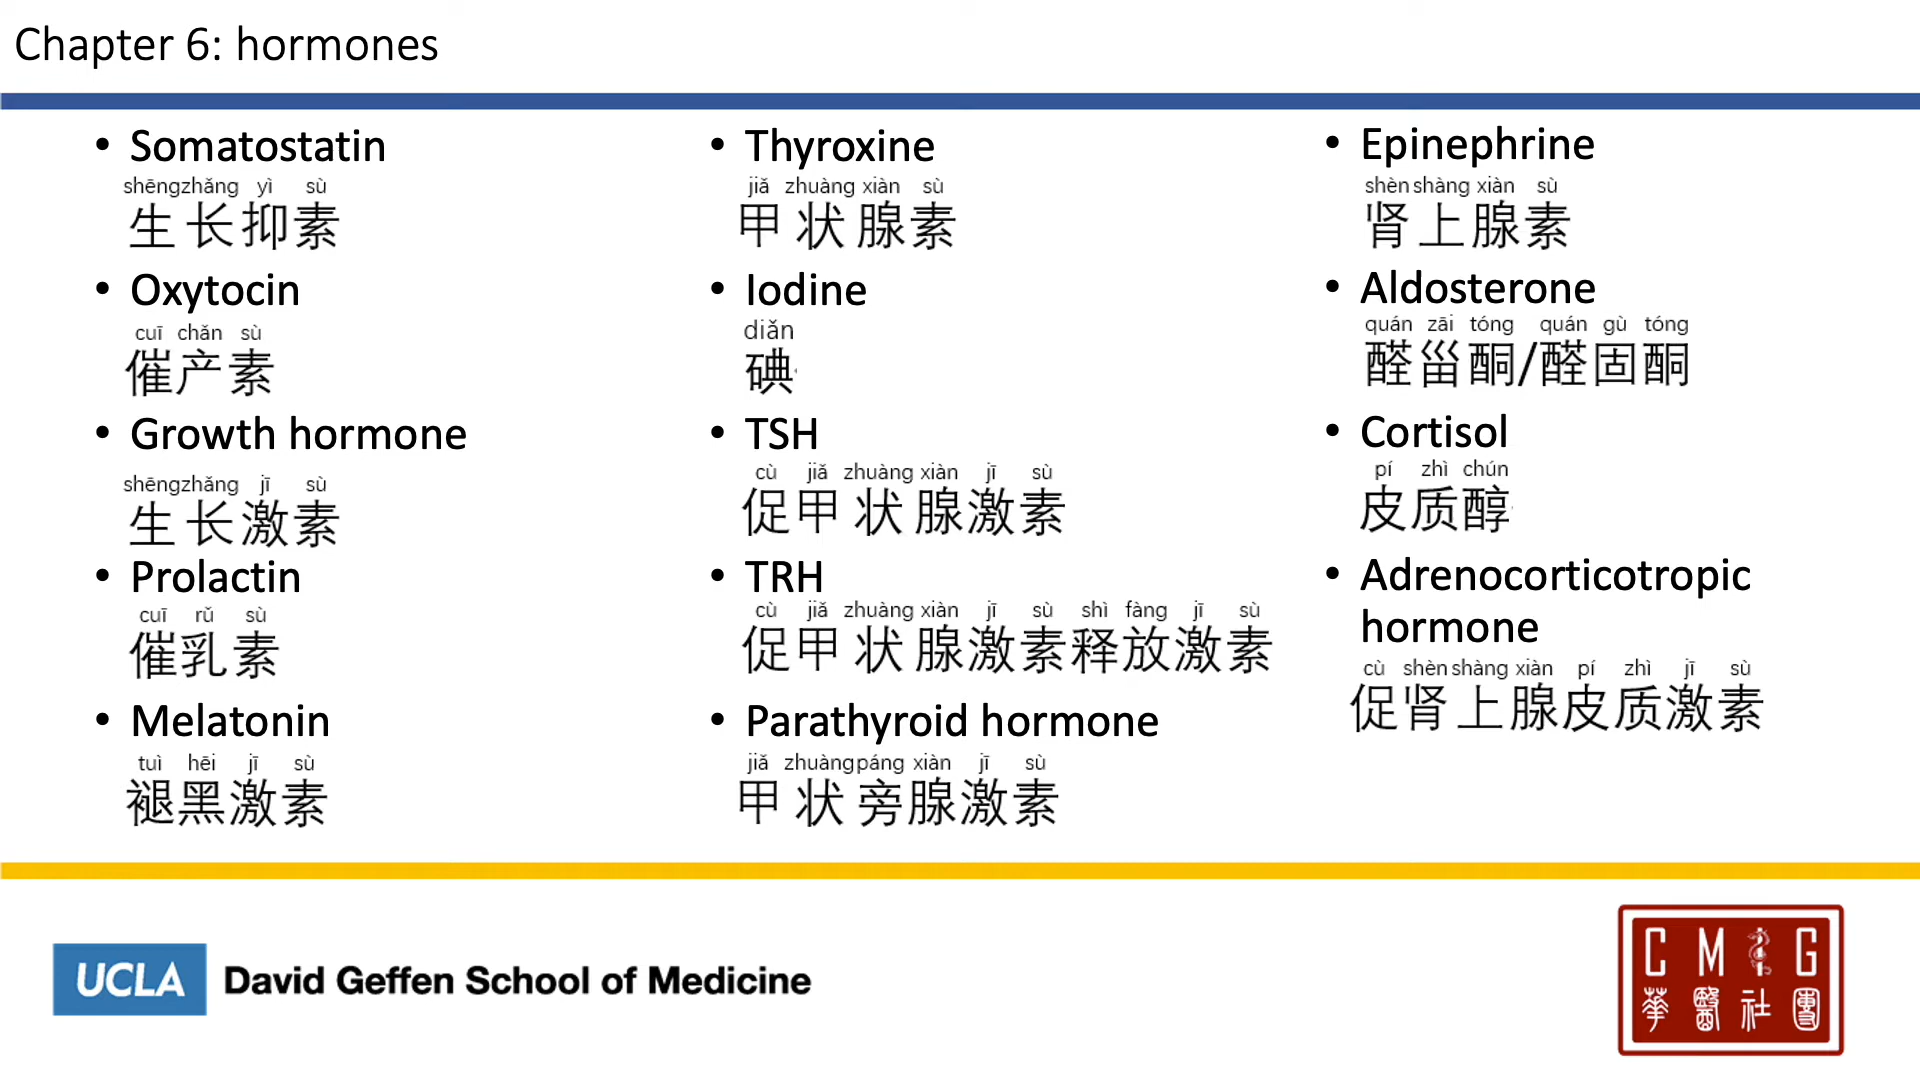 Chapter 6: hormones
• Somatostatin
shēngzhǎng yì sù
生长抑素
• Oxytocin
cuī chǎn sù
催产素
• Growth hormone
shēngzhǎng jī sù
生长激素
• Prolactin
cuī rǔ sù
催乳素
• Melatonin
tuì hēi jī sù
褪黑激素
• Thyroxine
jiǎ zhuàng xiàn sù
甲状腺素
• Iodine
diǎn
碘
• TSH
cù jiǎ zhuàng xiàn jī sù
促甲状腺激素
• TRH
cù jiǎ zhuàng xiàn jī sù shì fàng jī sù
促甲状腺激素释放激素
• Parathyroid hormone
jiǎ zhuàng páng xiàn jī sù
甲状旁腺激素
• Epinephrine
shèn shàng xiàn sù
肾上腺素
• Aldosterone
quán zāi tóng quán gù tóng
醛甾酮/醛固酮
• Cortisol
pí zhì chún
皮质醇
• Adrenocorticotropic
hormone
cù shèn shàng xiàn pí zhì jī sù
促肾上腺皮质激素
UCLA David Geffen School of Medicine
CMIG
華醫社團